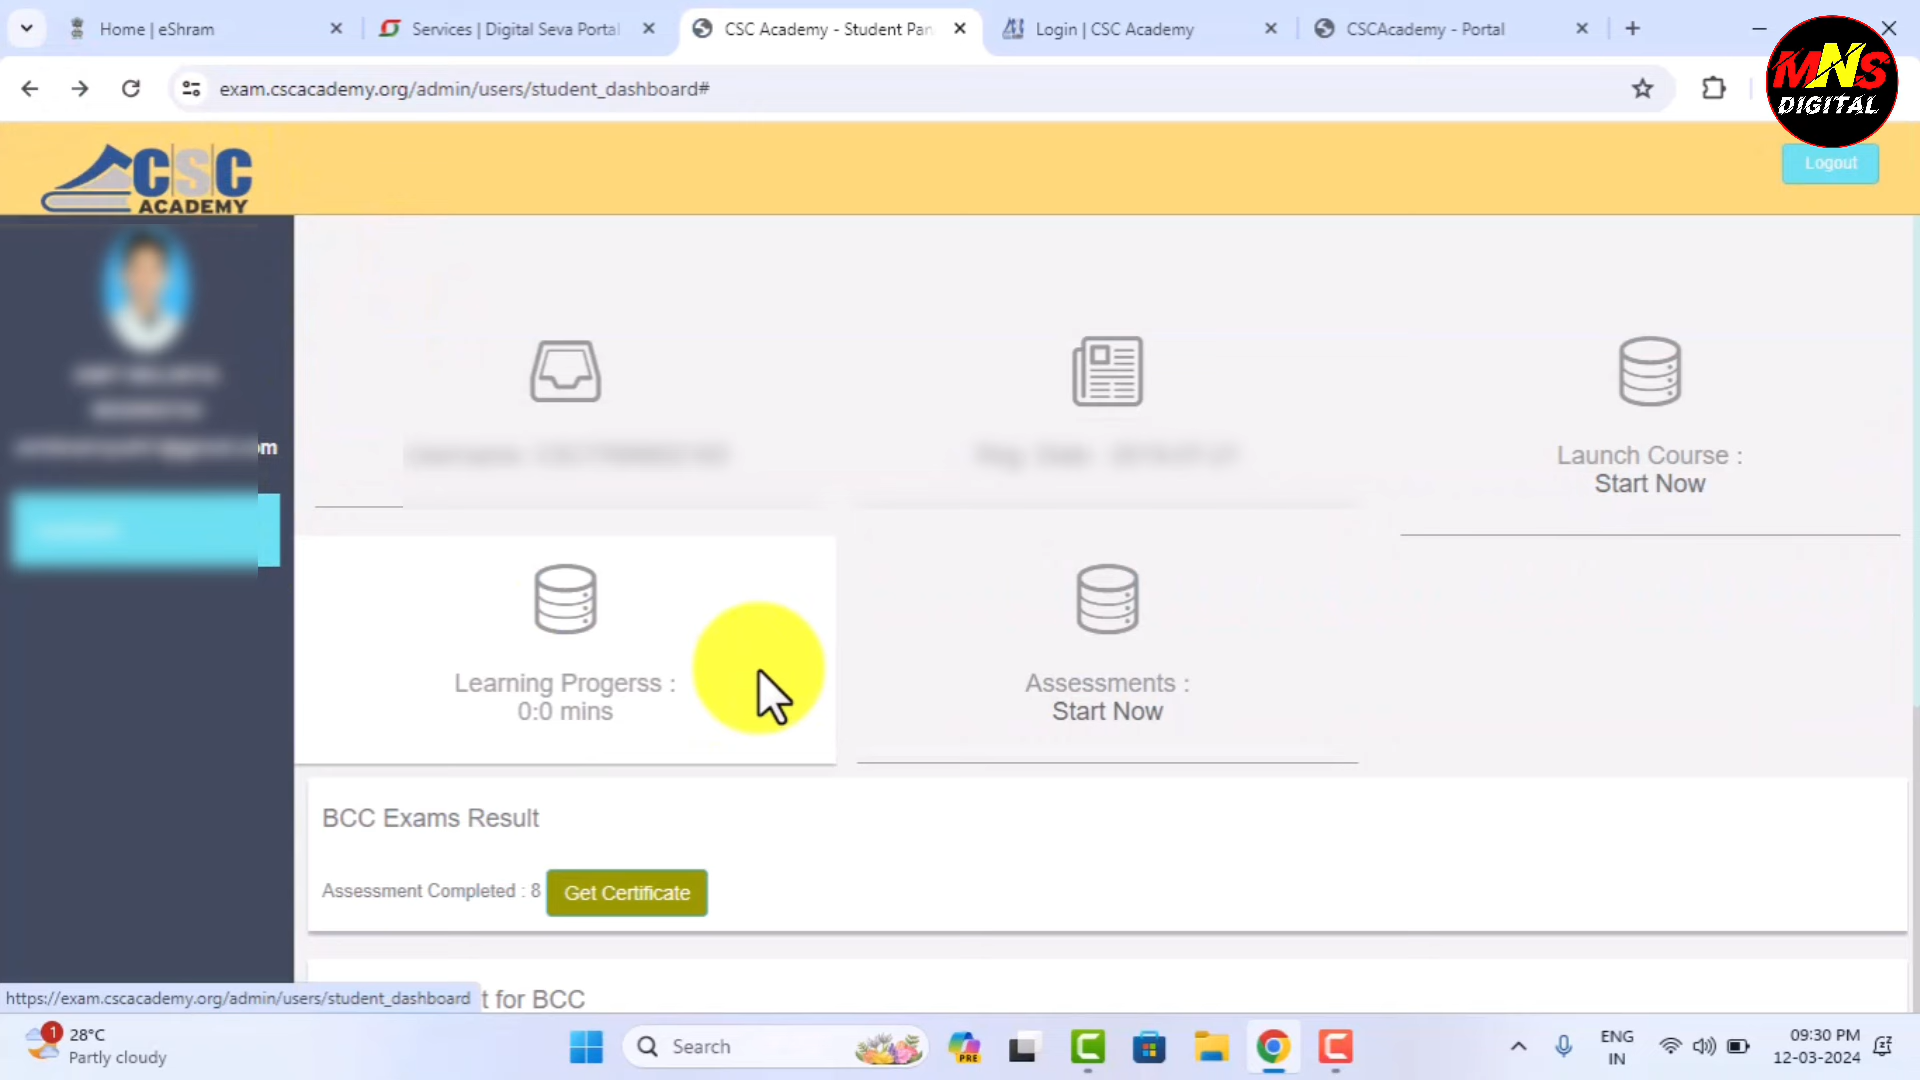 Home | eShram
Services | Digital Seva Portal
CSC Academy - Student Pan
Login | CSC Academy
CSCAcademy - Portal
exam.cscacademy.org/admin/users/student_dashboard#
MNS
DIGITAL
CSC
ACADEMY
Logout
om
Launch Course :
Start Now
Learning Progerss :
0:0 mins
Assessments :
Start Now
BCC Exams Result
Assessment Completed : 8
Get Certificate
https://exam.cscacademy.org/admin/users/student_dashboard
t for BCC
1
28°C
Partly cloudy
Search
PRE
ENG
IN
09:30 PM
12-03-2024